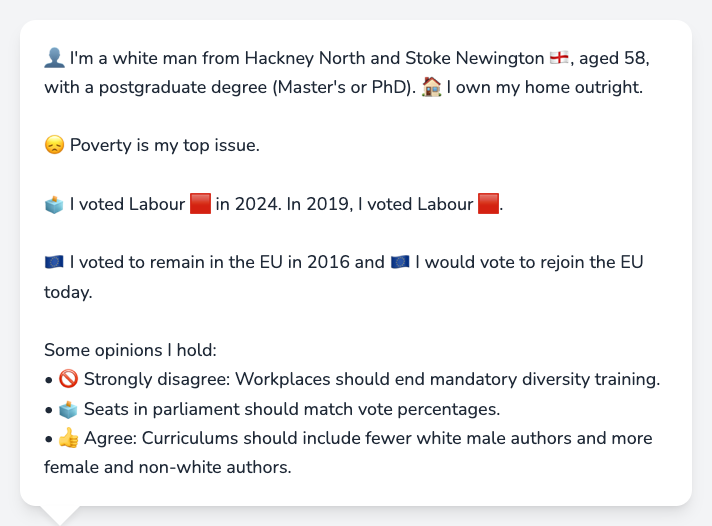 👤 I'm a white man from Hackney North and Stoke Newington 🏴󠁧󠁢󠁥󠁮󠁧󠁿, aged 58,
with a postgraduate degree (Master's or PhD). 🏠 I own my home outright.
😞 Poverty is my top issue.
🗳️ I voted Labour 🟥 in 2024. In 2019, I voted Labour 🟥.
🇪🇺 I voted to remain in the EU in 2016 and 🇪🇺 I would vote to rejoin the EU
today.
Some opinions I hold:
• 🚫 Strongly disagree: Workplaces should end mandatory diversity training.
• 🗳️ Seats in parliament should match vote percentages.
• 👍 Agree: Curriculums should include fewer white male authors and more
female and non-white authors.